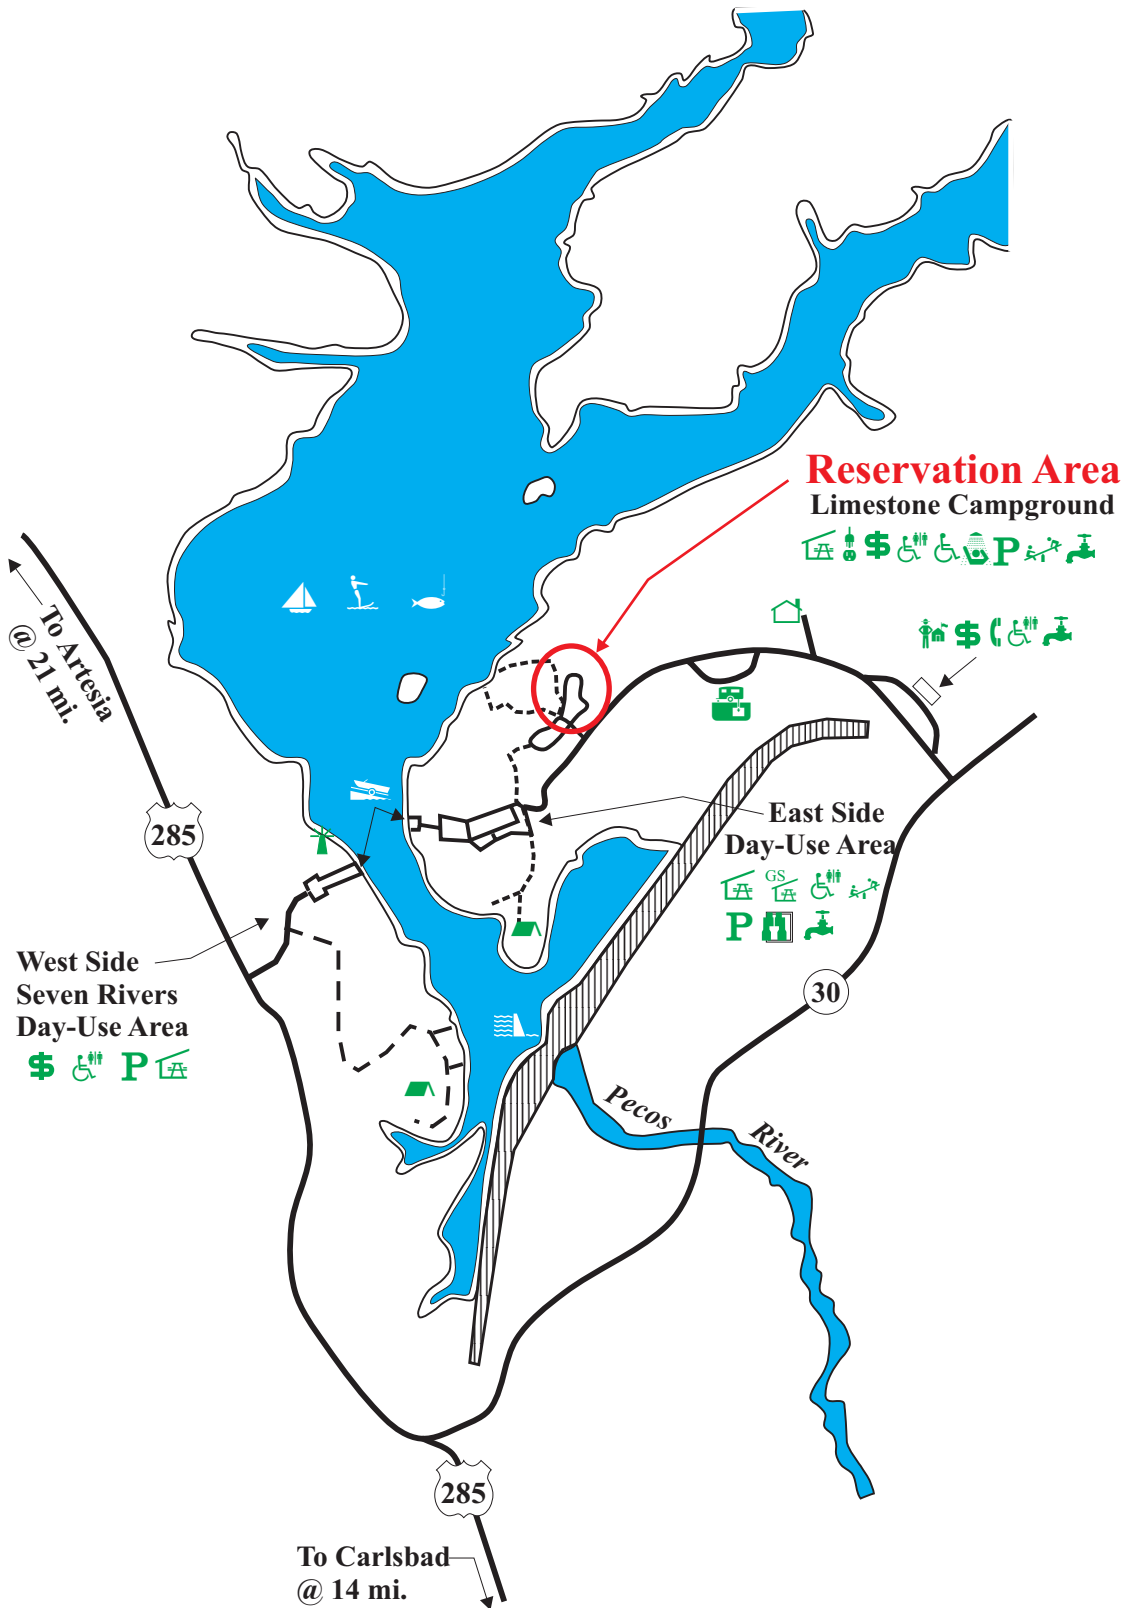 Reservation Area
Limestone Campground
$ P
To Artesia
@ 21 mi.
$
285
East Side
Day-Use Area
GS
P
West Side
Seven Rivers
Day-Use Area
$ P
30
Pecos
River
285
To Carlsbad
@ 14 mi.